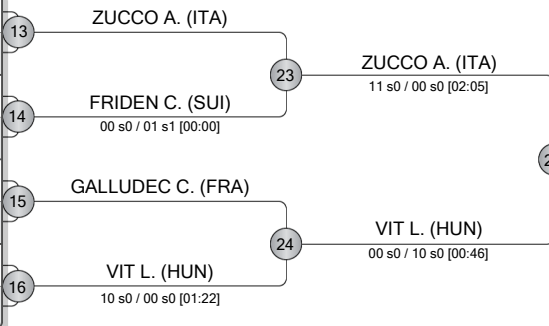 ZUCCO A. (ITA)
13
23
ZUCCO A. (ITA)
11 s0 / 00 s0 [02:05]
FRIDEN C. (SUI)
14
00 s0 / 01 s1 [00:00]
GALLUDEC C. (FRA)
15
24
VIT L. (HUN)
00 s0 / 10 s0 [00:46]
VIT L. (HUN)
16
10 s0 / 00 s0 [01:22]